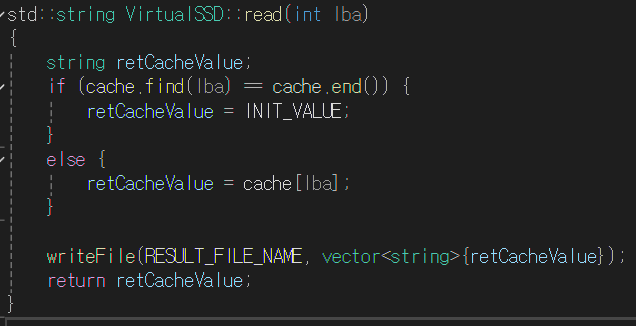 std::string VirtualSSD::read(int lba)
{
    string retCacheValue;
    if (cache.find(lba) == cache.end()) {
        retCacheValue = INIT_VALUE;
    }
    else {
        retCacheValue = cache[lba];
    }

    writeFile(RESULT_FILE_NAME, vector<string>{retCacheValue});
    return retCacheValue;
}